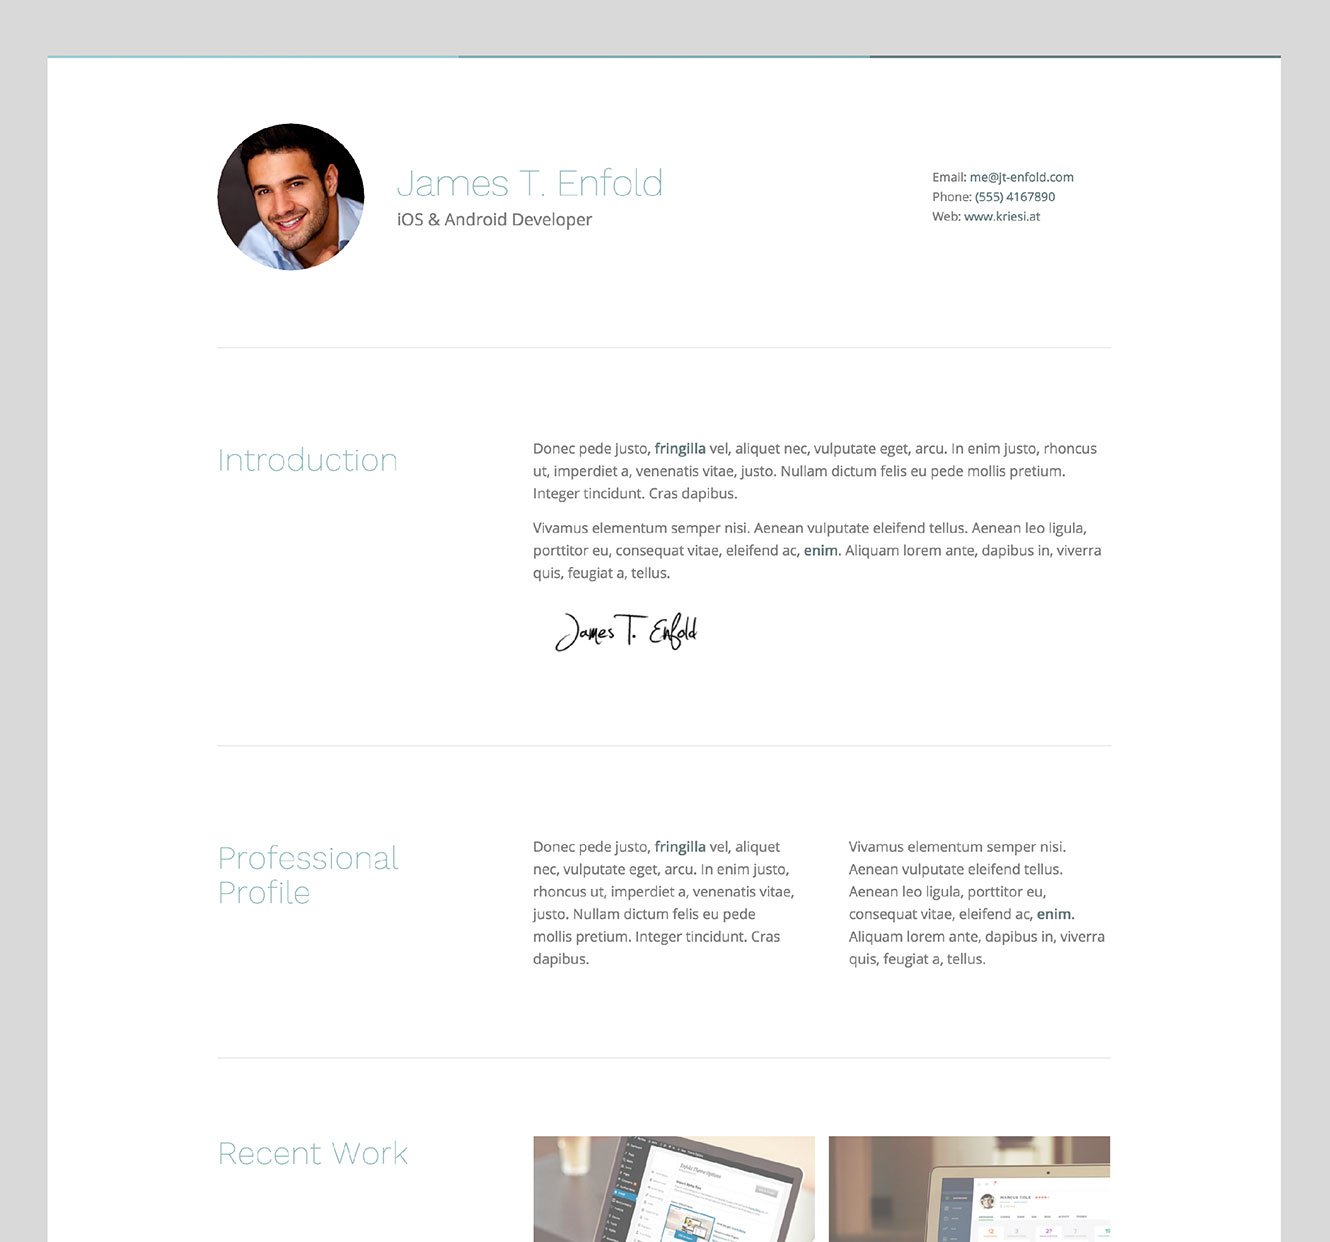 James T. Enfold
iOS & Android Developer
Email: me@jt-enfold.com
Phone: (555) 4167890
Web: www.kriesi.at
Introduction
Donec pede justo, fringilla vel, aliquet nec, vulputate eget, arcu. In enim justo, rhoncus
ut, imperdiet a, venenatis vitae, justo. Nullam dictum felis eu pede mollis pretium.
Integer tincidunt. Cras dapibus.
Vivamus elementum semper nisi. Aenean vulputate eleifend tellus. Aenean leo ligula,
porttitor eu, consequat vitae, eleifend ac, enim. Aliquam lorem ante, dapibus in, viverra
quis, feugiat a, tellus.
James T. Enfold
Professional
Profile
Donec pede justo, fringilla vel, aliquet
nec, vulputate eget, arcu. In enim justo,
rhoncus ut, imperdiet a, venenatis vitae,
justo. Nullam dictum felis eu pede
mollis pretium. Integer tincidunt. Cras
dapibus.
Vivamus elementum semper nisi.
Aenean vulputate eleifend tellus.
Aenean leo ligula, porttitor eu,
consequat vitae, eleifend ac, enim.
Aliquam lorem ante, dapibus in, viverra
quis, feugiat a, tellus.
Recent Work
Enfold Theme Options
MARCUS COLE